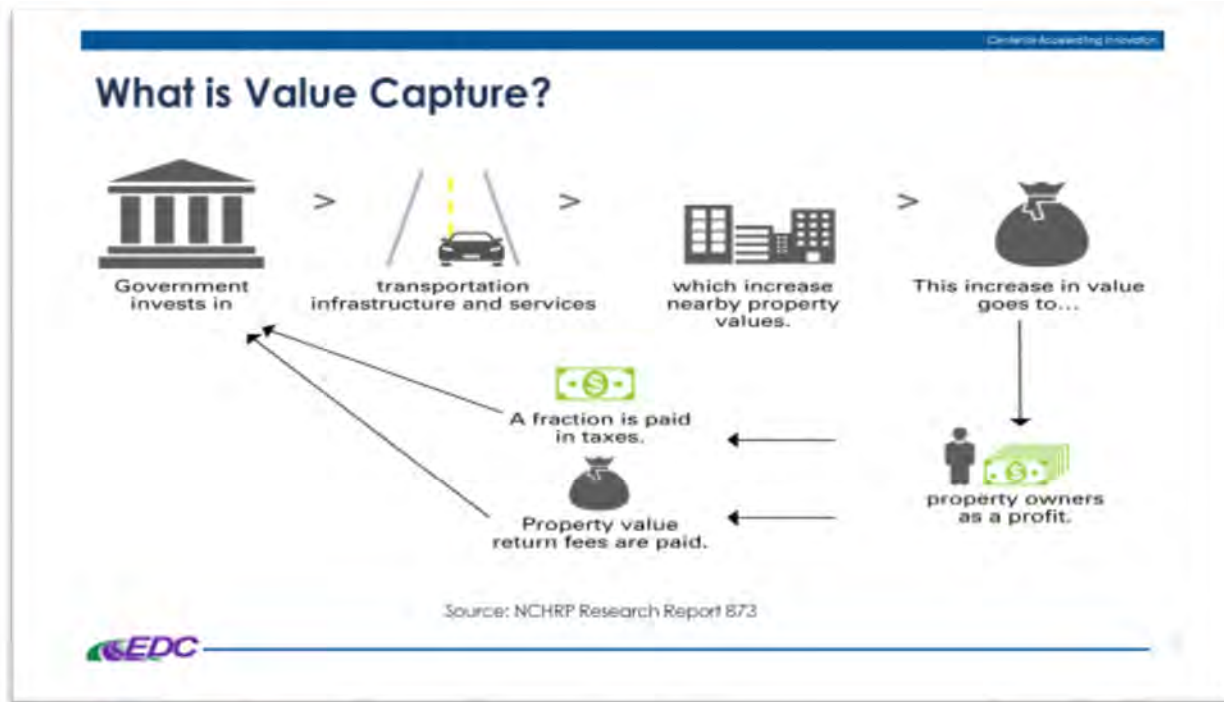 What is Value Capture?
>
>
>
Government
invests in
transportation
infrastructure and services
which increase
nearby property
values.
This increase in value
goes to...
$
A fraction is paid
in taxes.
$
property owners
as a profit.
Property value
return fees are paid.
Source: NCHRP Research Report 873
EDC